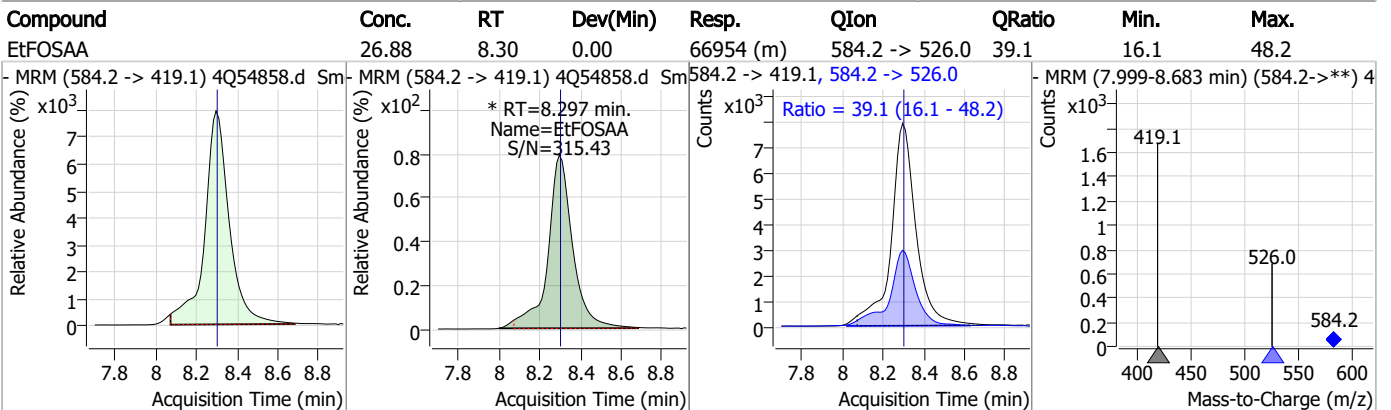 Compound Conc. RT Dev(Min) Resp. QIon QRatio Min. Max.
EtFOSAA 26.88 8.30 0.00 66954 (m) 584.2 -> 526.0 39.1 16.1 48.2
- MRM (584.2 -> 419.1) 4Q54858.d Sm
Relative Abundance (%)
x10³
7
6
5
4
3
2
1
0
7.8 8 8.2 8.4 8.6 8.8
Acquisition Time (min)
- MRM (584.2 -> 419.1) 4Q54858.d Sm
Relative Abundance (%)
x10²
* RT=8.297 min.
Name=EtFOSAA
S/N=315.43
0.8
0.6
0.4
0.2
0
7.8 8 8.2 8.4 8.6 8.8
Acquisition Time (min)
584.2 -> 419.1, 584.2 -> 526.0
Counts
x10³
Ratio = 39.1 (16.1 - 48.2)
7
6
5
4
3
2
1
0
7.8 8 8.2 8.4 8.6 8.8
Acquisition Time (min)
- MRM (7.999-8.683 min) (584.2->**) 4
Counts
x10³
419.1
1.6
1.4
1.2
1
0.8
526.0
0.6
0.4
584.2
0.2
0
400 450 500 550 600
Mass-to-Charge (m/z)